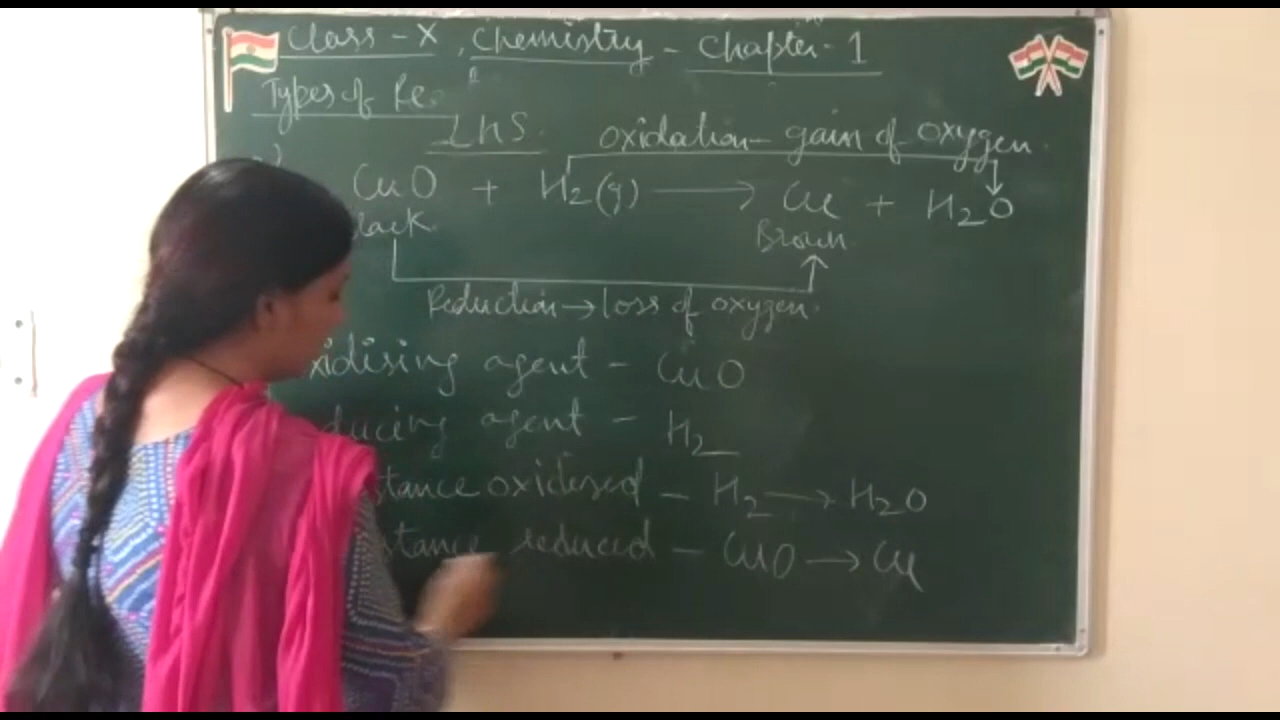 Class - X , Chemistry - Chapter - 1
Types of Re
LHS. oxidation - gain of oxygen.
CuO + H2(g) → Cu + H2O
lack Brown
Reduction → loss of oxygen.
xidising agent - CuO
ducing agent - H2
stance oxidised - H2 → H2O
stance reduced - CuO → Cu